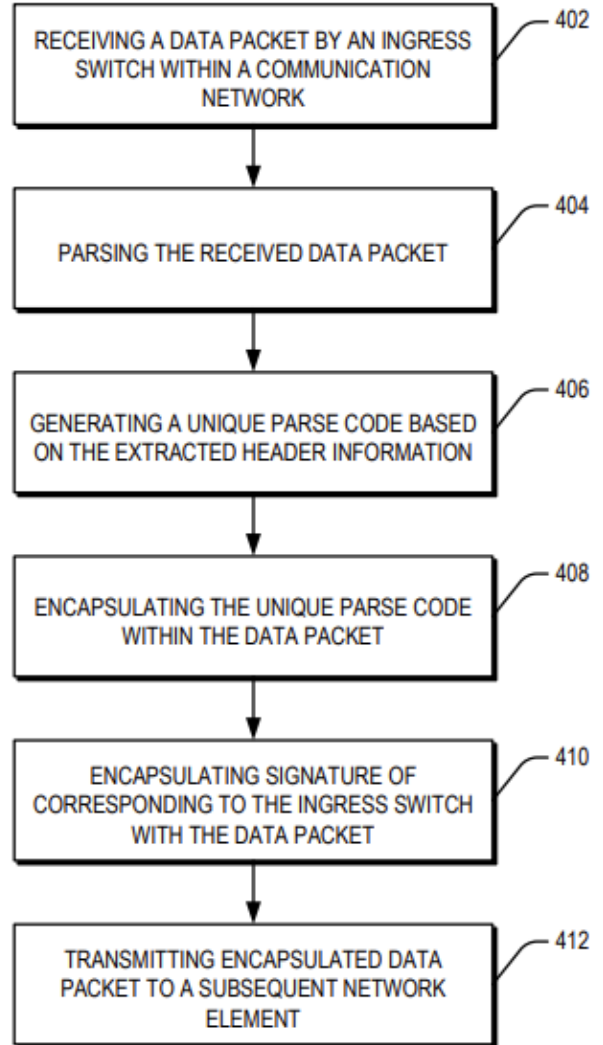 RECEIVING A DATA PACKET BY AN INGRESS
SWITCH WITHIN A COMMUNICATION
NETWORK
402
PARSING THE RECEIVED DATA PACKET
404
GENERATING A UNIQUE PARSE CODE BASED
ON THE EXTRACTED HEADER INFORMATION
406
ENCAPSULATING THE UNIQUE PARSE CODE
WITHIN THE DATA PACKET
408
ENCAPSULATING SIGNATURE OF
CORRESPONDING TO THE INGRESS SWITCH
WITH THE DATA PACKET
410
TRANSMITTING ENCAPSULATED DATA
PACKET TO A SUBSEQUENT NETWORK
ELEMENT
412